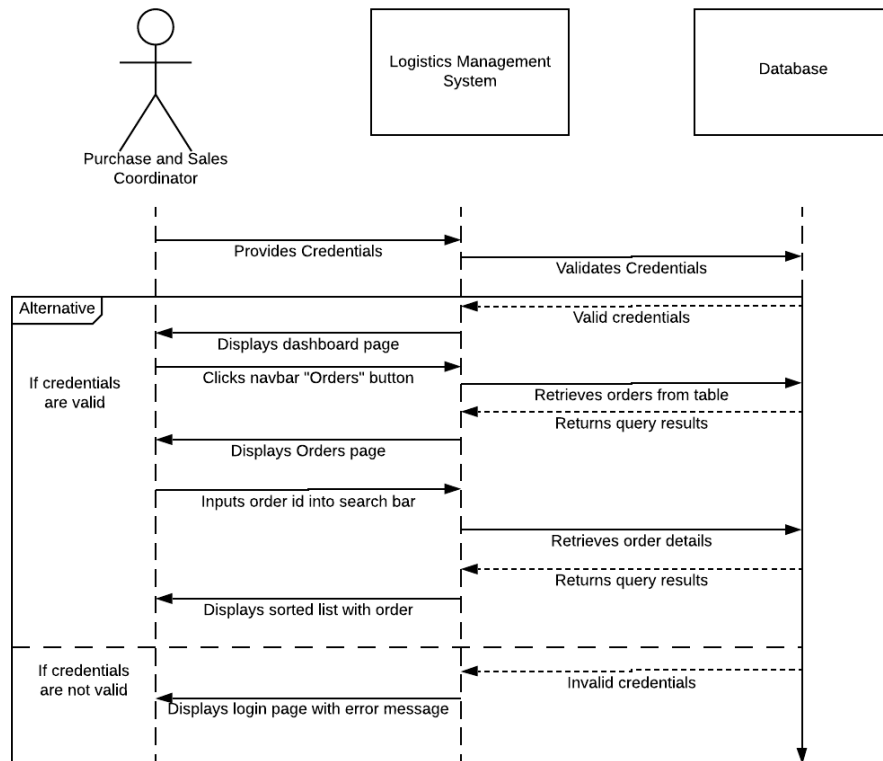 Logistics Management
System
Database
Purchase and Sales
Coordinator
Provides Credentials
Validates Credentials
Alternative
Valid credentials
Displays dashboard page
If credentials
are valid
Clicks navbar "Orders" button
Retrieves orders from table
Returns query results
Displays Orders page
Inputs order id into search bar
Retrieves order details
Returns query results
Displays sorted list with order
If credentials
are not valid
Invalid credentials
Displays login page with error message